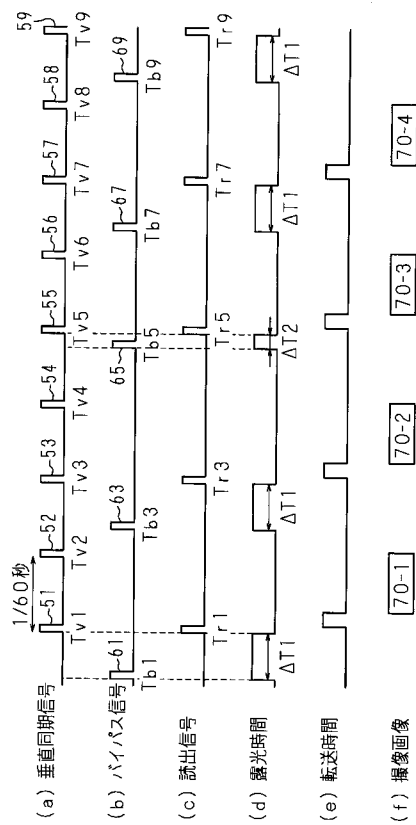 1/60秒
51 52 53 54 55 56 57 58 59
(a) 垂直同期信号
Tv1 Tv2 Tv3 Tv4 Tv5 Tv6 Tv7 Tv8 Tv9
61 63 65 67 69
(b) バイパス信号
Tb1 Tb3 Tb5 Tb7 Tb9
(c) 読出信号
Tr1 Tr3 Tr5 Tr7 Tr9
(d) 露光時間
ΔT1 ΔT1 ΔT2 ΔT1 ΔT1
(e) 転送時間
(f) 撮像画像
70-1 70-2 70-3 70-4